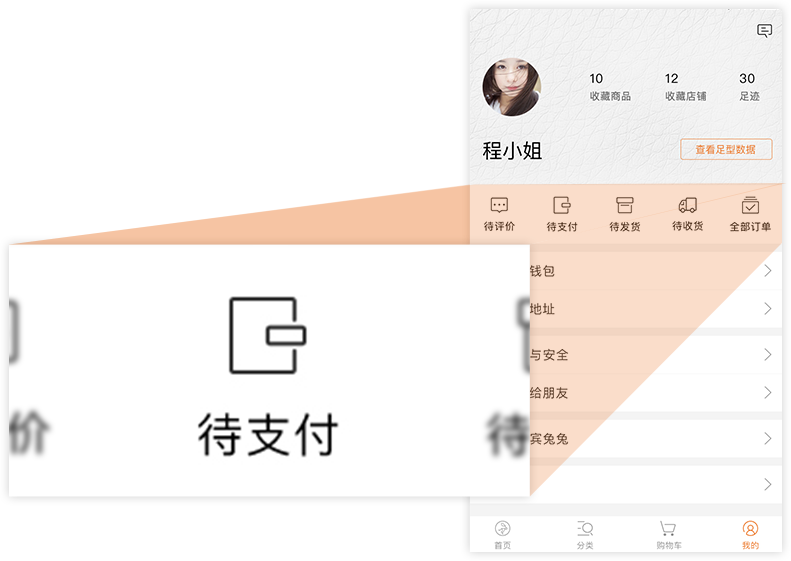 10
12
30
收藏商品
收藏店铺
足迹
程小姐
查看足型数据
待评价
待支付
待发货
待收货
全部订单
钱包
地址
与安全
给朋友
宾兔兔
价
待支付
待
首页
分类
购物车
我的